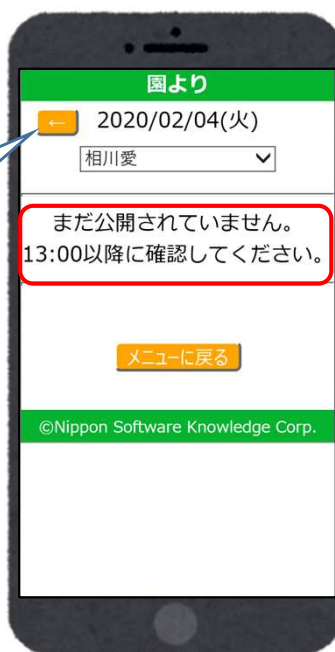 園より
← 2020/02/04(火)
相川愛
まだ公開されていません。
13:00以降に確認してください。
メニューに戻る
©Nippon Software Knowledge Corp.